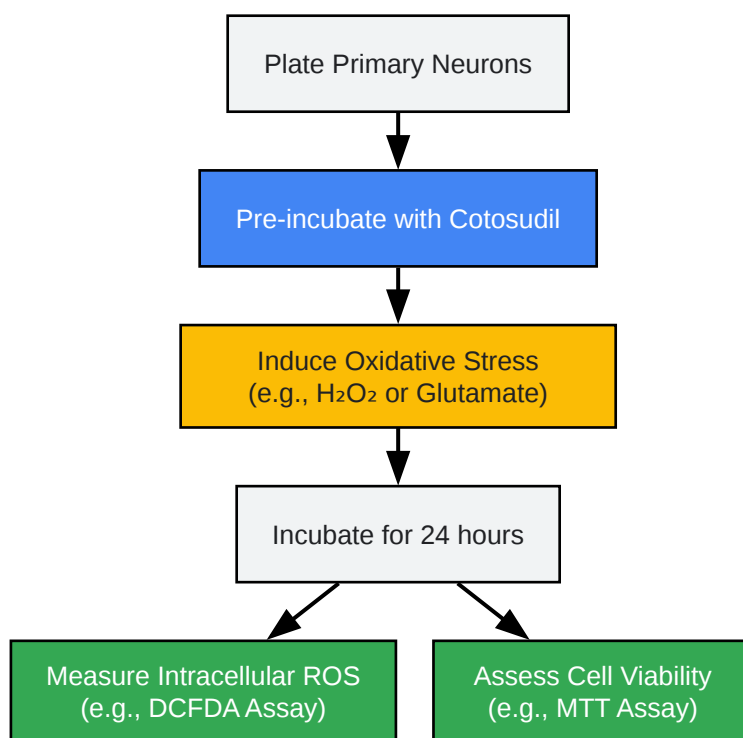 Plate Primary Neurons
Pre-incubate with Cotosudil
Induce Oxidative Stress
(e.g., H₂O₂ or Glutamate)
Incubate for 24 hours
Measure Intracellular ROS
(e.g., DCFDA Assay)
Assess Cell Viability
(e.g., MTT Assay)